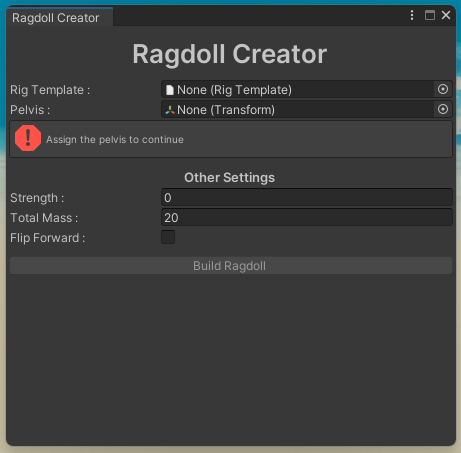 Ragdoll Creator
Ragdoll Creator
Rig Template : None (Rig Template)
Pelvis : None (Transform)
Assign the pelvis to continue
Other Settings
Strength : 0
Total Mass : 20
Flip Forward :
Build Ragdoll